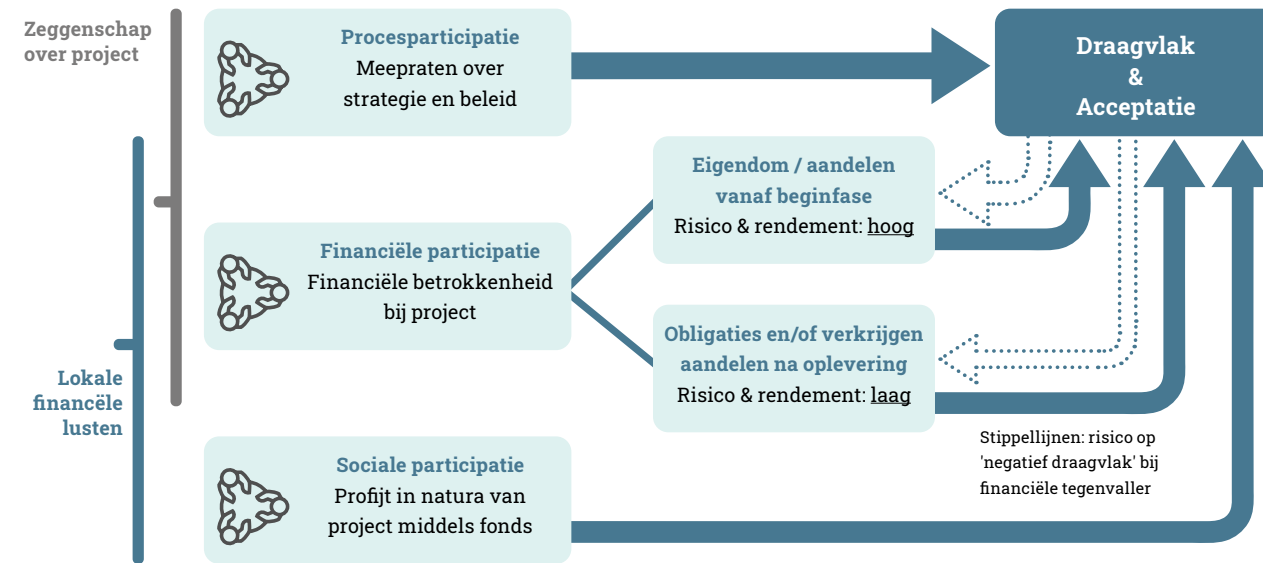 Zeggenschap
over project
Procesparticipatie
Meepraten over
strategie en beleid
Draagvlak
&
Acceptatie
Eigendom / aandelen
vanaf beginfase
Risico & rendement: hoog
Financiële participatie
Financiële betrokkenheid
bij project
Obligaties en/of verkrijgen
aandelen na oplevering
Risico & rendement: laag
Lokale
financële
lusten
Stippellijnen: risico op
'negatief draagvlak' bij
financiële tegenvaller
Sociale participatie
Profijt in natura van
project middels fonds